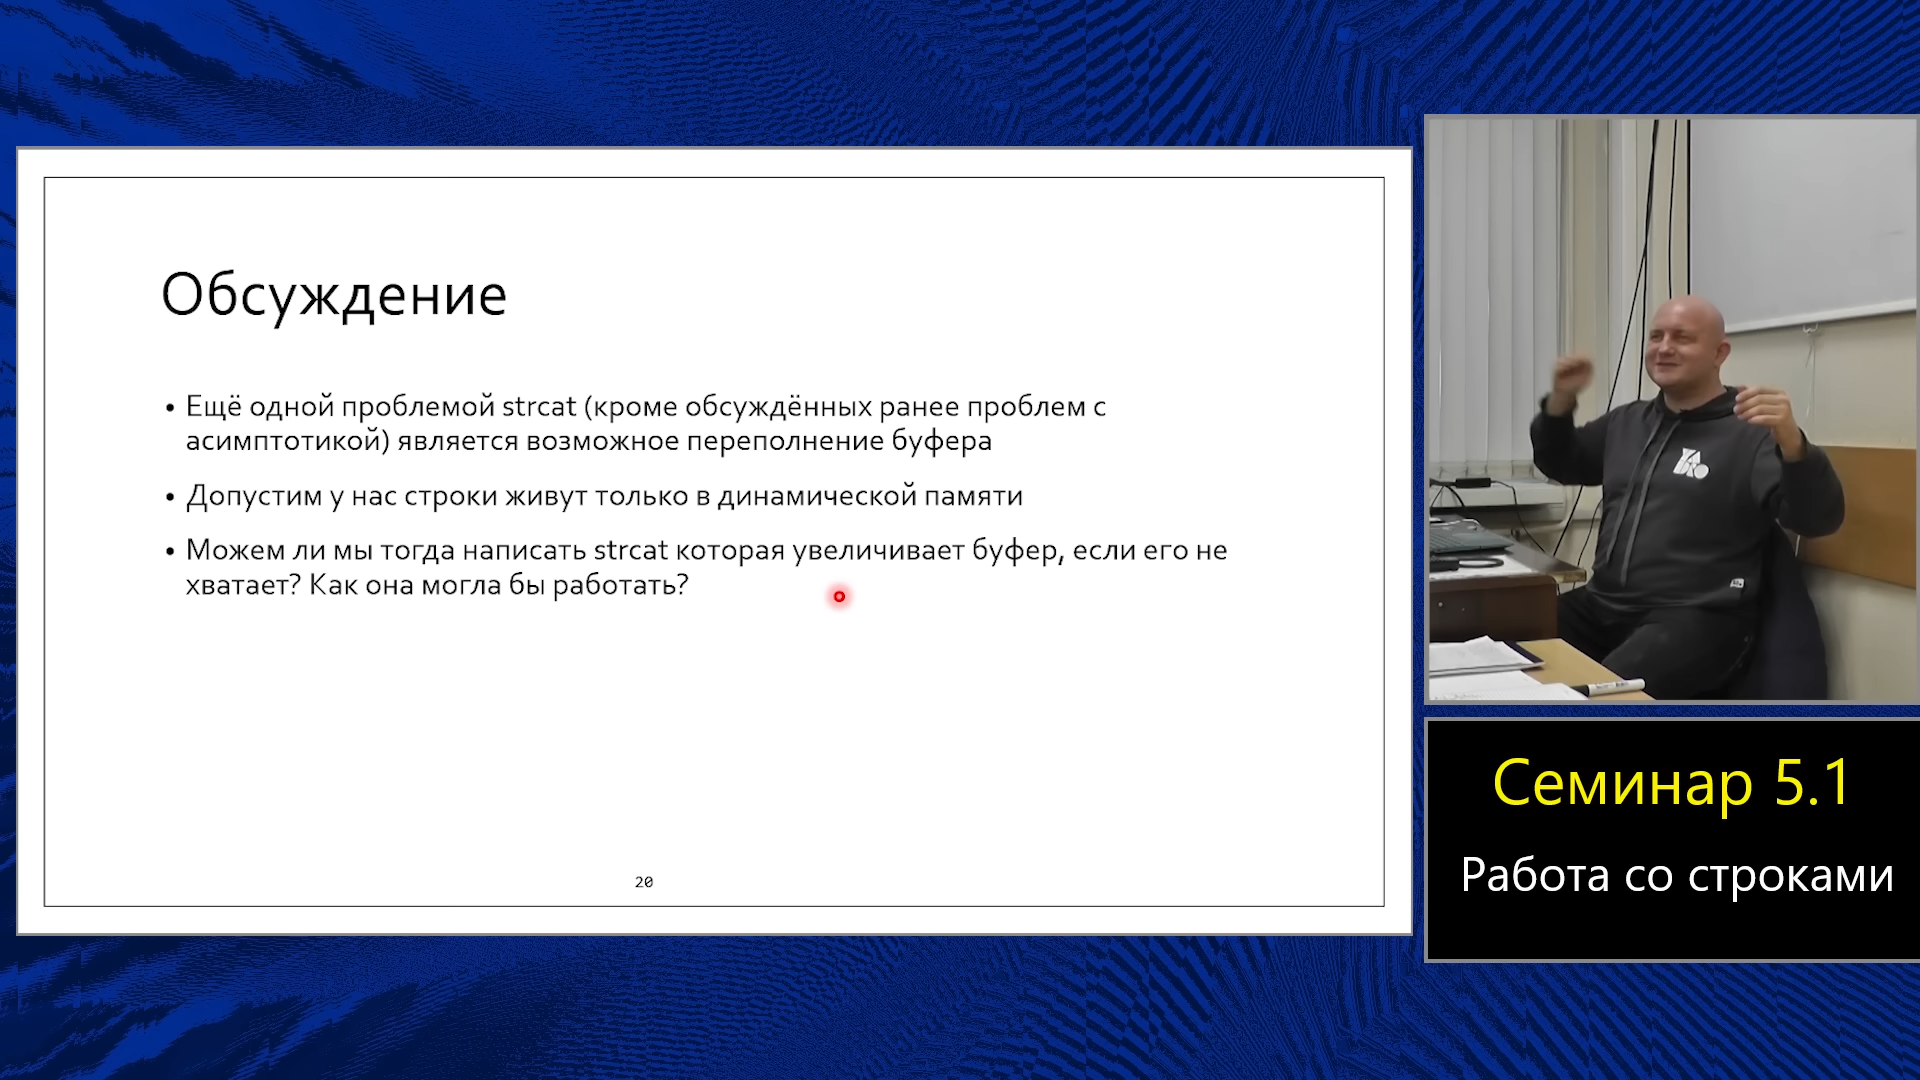 Обсуждение
• Ещё одной проблемой strcat (кроме обсуждённых ранее проблем с
асимптотикой) является возможное переполнение буфера
• Допустим у нас строки живут только в динамической памяти
• Можем ли мы тогда написать strcat которая увеличивает буфер, если его не
хватает? Как она могла бы работать?
20
Семинар 5.1
Работа со строками